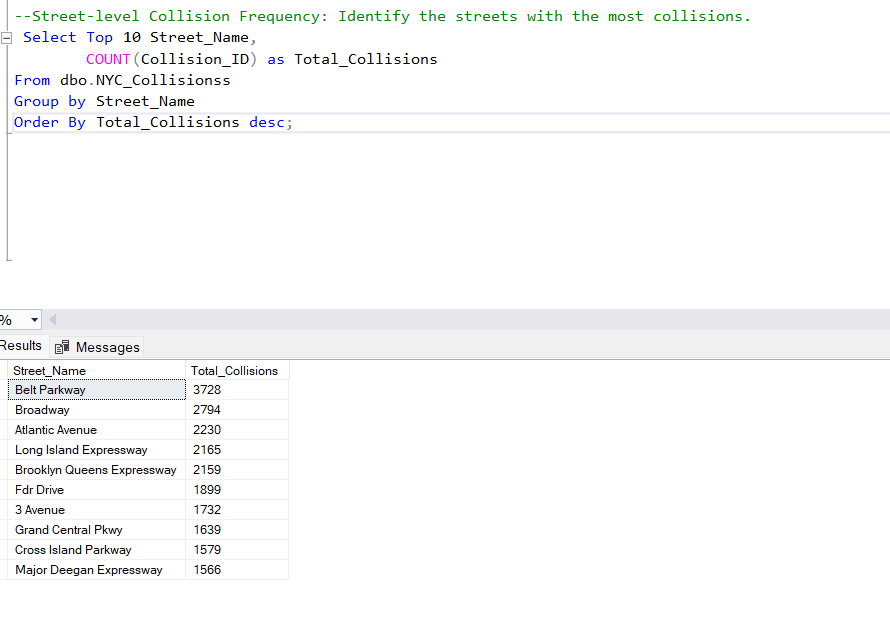 --Street-level Collision Frequency: Identify the streets with the most collisions.
Select Top 10 Street_Name,
COUNT(Collision_ID) as Total_Collisions
From dbo.NYC_Collisionss
Group by Street_Name
Order By Total_Collisions desc;
%
Results Messages
Street_Name Total_Collisions
Belt Parkway 3728
Broadway 2794
Atlantic Avenue 2230
Long Island Expressway 2165
Brooklyn Queens Expressway 2159
Fdr Drive 1899
3 Avenue 1732
Grand Central Pkwy 1639
Cross Island Parkway 1579
Major Deegan Expressway 1566